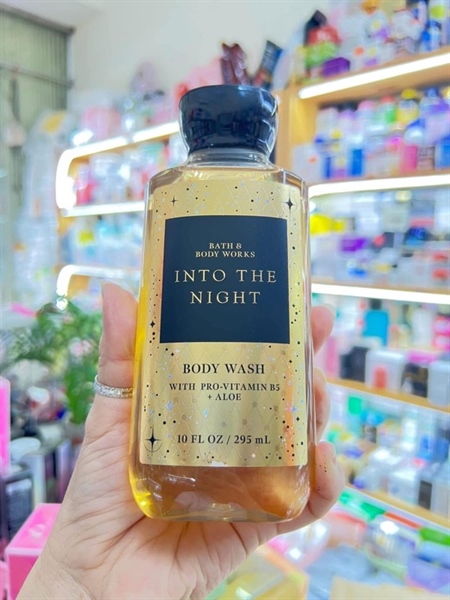 BATH &
BODY WORKS
INTO THE
NIGHT
BODY WASH
WITH PRO-VITAMIN B5
+ ALOE
10 FL OZ / 295 mL